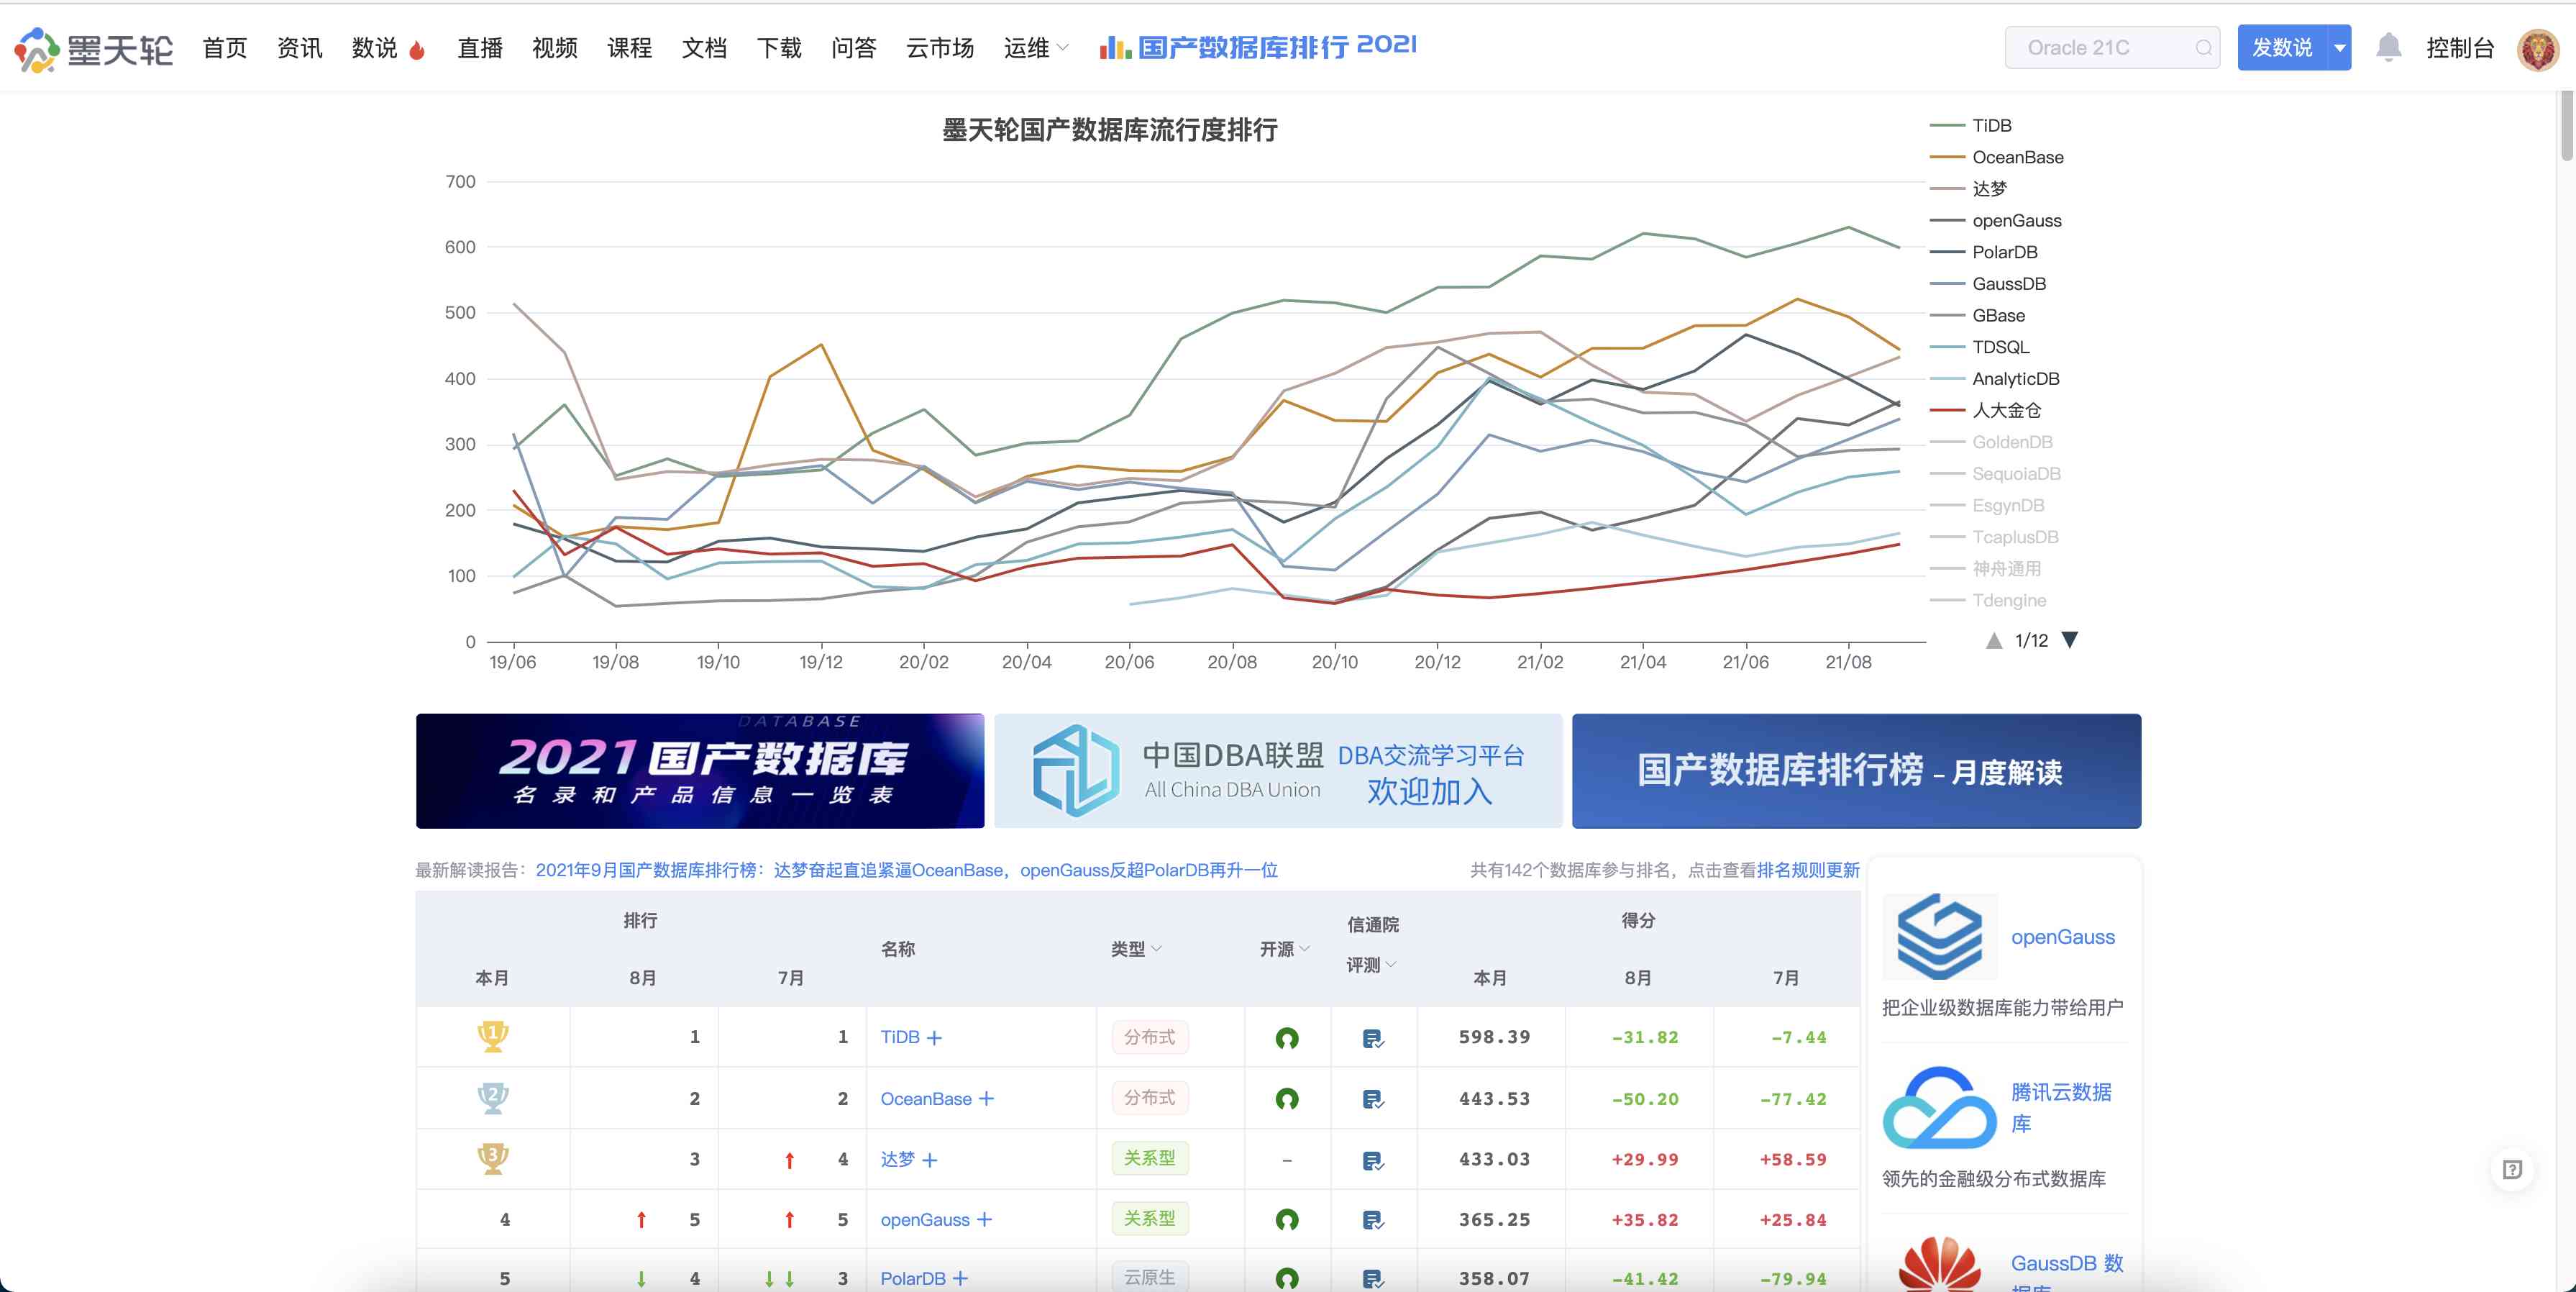 墨天轮 首页 资讯 数说 直播 视频 课程 文档 下载 问答 云市场 运维 国产数据库排行 2021 Oracle 21C 发数说 控制台
墨天轮国产数据库流行度排行
700
600
500
400
300
200
100
0
19/06 19/08 19/10 19/12 20/02 20/04 20/06 20/08 20/10 20/12 21/02 21/04 21/06 21/08
TiDB
OceanBase
达梦
openGauss
PolarDB
GaussDB
GBase
TDSQL
AnalyticDB
人大金仓
GoldenDB
SequoiaDB
EsgynDB
TcaplusDB
神舟通用
Tdengine
1/12
DATABASE
2021 国产数据库
名录和产品信息一览表
中国DBA联盟 DBA交流学习平台
All China DBA Union 欢迎加入
国产数据库排行榜 - 月度解读
最新解读报告：2021年9月国产数据库排行榜：达梦奋起直追紧逼OceanBase，openGauss反超PolarDB再升一位
共有142个数据库参与排名，点击查看排名规则更新
排行 名称 类型 开源 信通院评测 得分
本月 8月 7月 本月 8月 7月
1 1 1 TiDB + 分布式 598.39 -31.82 -7.44
2 2 2 OceanBase + 分布式 443.53 -50.20 -77.42
3 3 ↑ 4 达梦 + 关系型 - 433.03 +29.99 +58.59
4 ↑ 5 ↑ 5 openGauss + 关系型 365.25 +35.82 +25.84
5 ↓ 4 ↓↓ 3 PolarDB + 云原生 358.07 -41.42 -79.94
openGauss
把企业级数据库能力带给用户
腾讯云数据
库
领先的金融级分布式数据库
GaussDB 数
据库